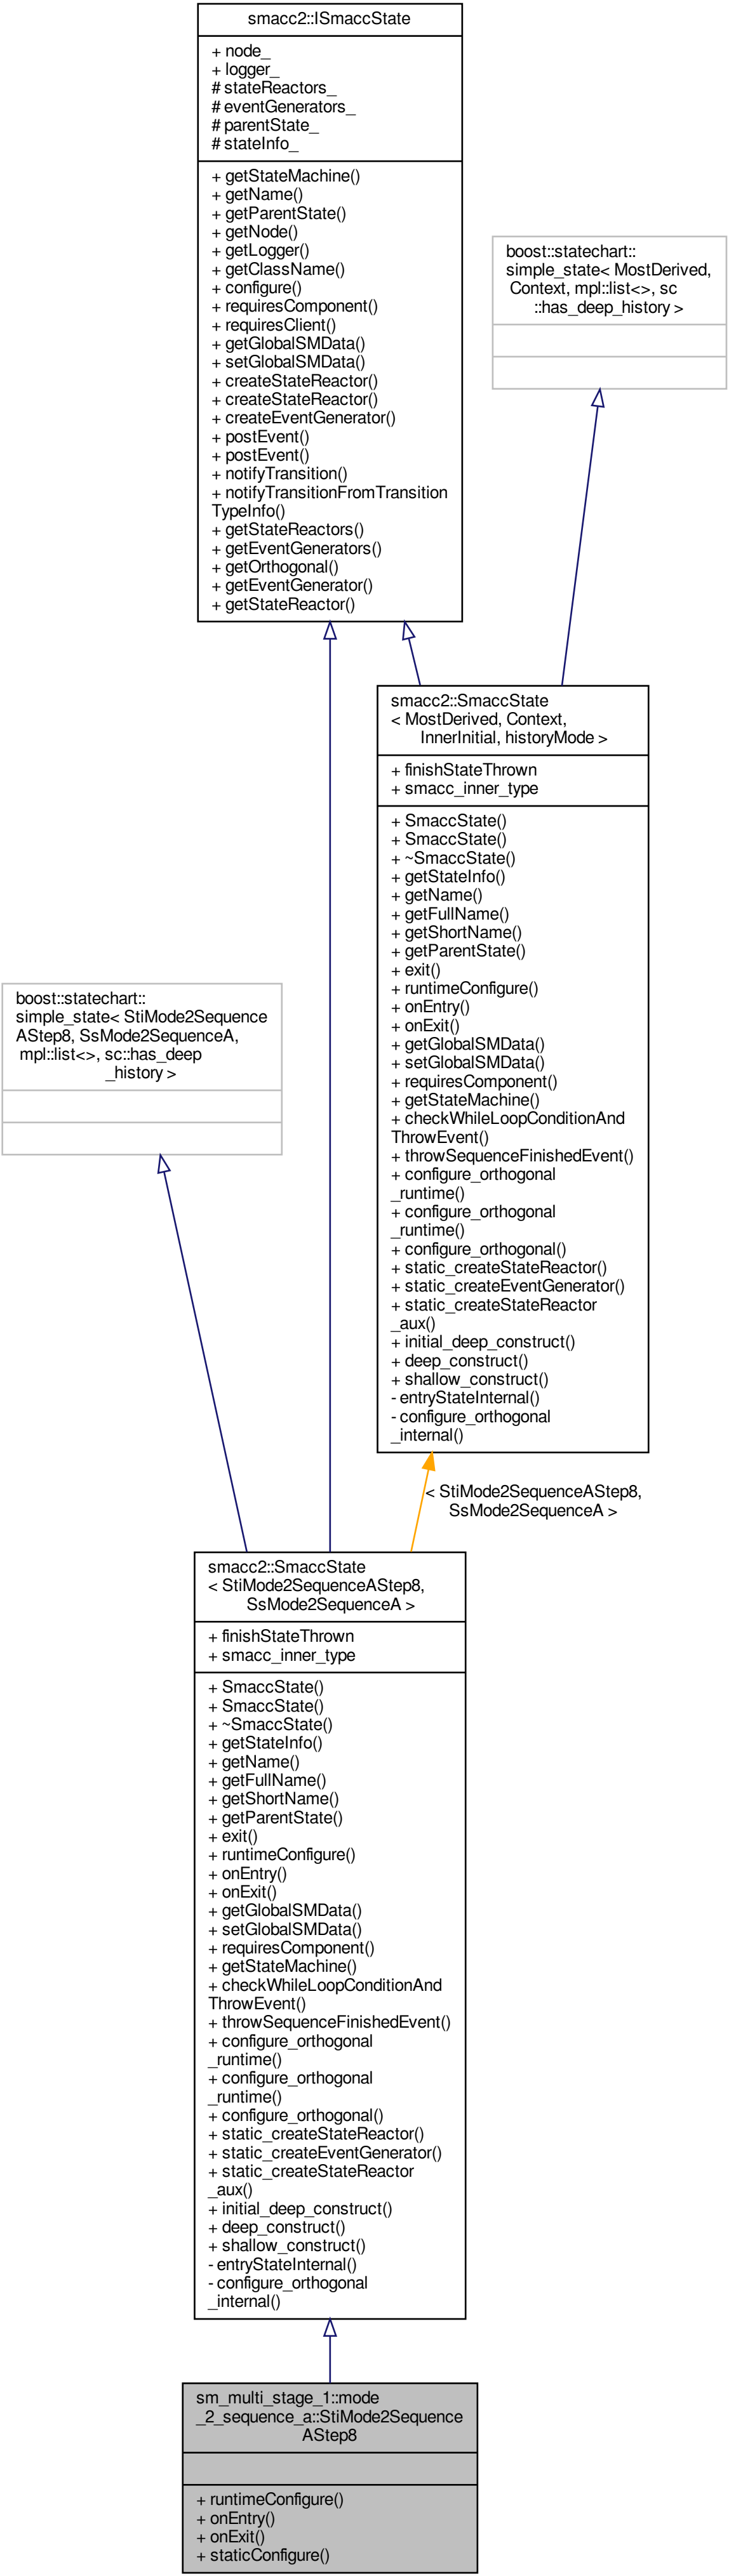 smacc2::ISmaccState
+ node_
+ logger_
# stateReactors_
# eventGenerators_
# parentState_
# stateInfo_
+ getStateMachine()
+ getName()
+ getParentState()
+ getNode()
+ getLogger()
+ getClassName()
+ configure()
+ requiresComponent()
+ requiresClient()
+ getGlobalSMData()
+ setGlobalSMData()
+ createStateReactor()
+ createStateReactor()
+ createEventGenerator()
+ postEvent()
+ postEvent()
+ notifyTransition()
+ notifyTransitionFromTransition
TypeInfo()
+ getStateReactors()
+ getEventGenerators()
+ getOrthogonal()
+ getEventGenerator()
+ getStateReactor()
boost::statechart::
simple_state< MostDerived,
Context, mpl::list<>, sc
::has_deep_history >
smacc2::SmaccState
< MostDerived, Context,
InnerInitial, historyMode >
+ finishStateThrown
+ smacc_inner_type
+ SmaccState()
+ SmaccState()
+ ~SmaccState()
+ getStateInfo()
+ getName()
+ getFullName()
+ getShortName()
+ getParentState()
+ exit()
+ runtimeConfigure()
+ onEntry()
+ onExit()
+ getGlobalSMData()
+ setGlobalSMData()
+ requiresComponent()
+ getStateMachine()
+ checkWhileLoopConditionAnd
ThrowEvent()
+ throwSequenceFinishedEvent()
+ configure_orthogonal
_runtime()
+ configure_orthogonal
_runtime()
+ configure_orthogonal()
+ static_createStateReactor()
+ static_createEventGenerator()
+ static_createStateReactor
_aux()
+ initial_deep_construct()
+ deep_construct()
+ shallow_construct()
- entryStateInternal()
- configure_orthogonal
_internal()
boost::statechart::
simple_state< StiMode2Sequence
AStep8, SsMode2SequenceA,
mpl::list<>, sc::has_deep
_history >
< StiMode2SequenceAStep8,
SsMode2SequenceA >
smacc2::SmaccState
< StiMode2SequenceAStep8,
SsMode2SequenceA >
+ finishStateThrown
+ smacc_inner_type
+ SmaccState()
+ SmaccState()
+ ~SmaccState()
+ getStateInfo()
+ getName()
+ getFullName()
+ getShortName()
+ getParentState()
+ exit()
+ runtimeConfigure()
+ onEntry()
+ onExit()
+ getGlobalSMData()
+ setGlobalSMData()
+ requiresComponent()
+ getStateMachine()
+ checkWhileLoopConditionAnd
ThrowEvent()
+ throwSequenceFinishedEvent()
+ configure_orthogonal
_runtime()
+ configure_orthogonal
_runtime()
+ configure_orthogonal()
+ static_createStateReactor()
+ static_createEventGenerator()
+ static_createStateReactor
_aux()
+ initial_deep_construct()
+ deep_construct()
+ shallow_construct()
- entryStateInternal()
- configure_orthogonal
_internal()
sm_multi_stage_1::mode
_2_sequence_a::StiMode2Sequence
AStep8
+ runtimeConfigure()
+ onEntry()
+ onExit()
+ staticConfigure()